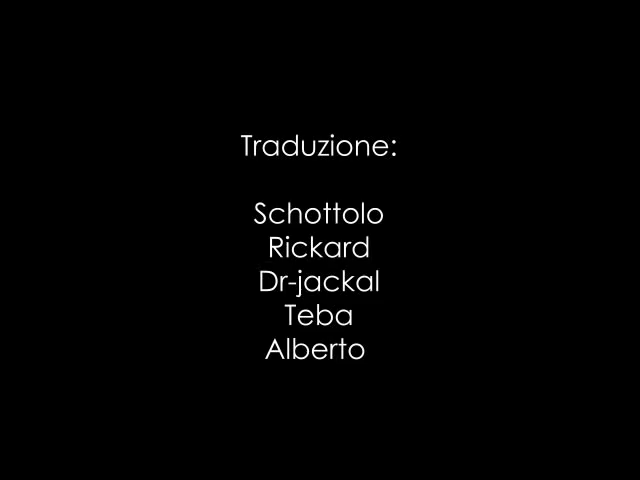 Traduzione:
Schottolo
Rickard
Dr-jackal
Teba
Alberto